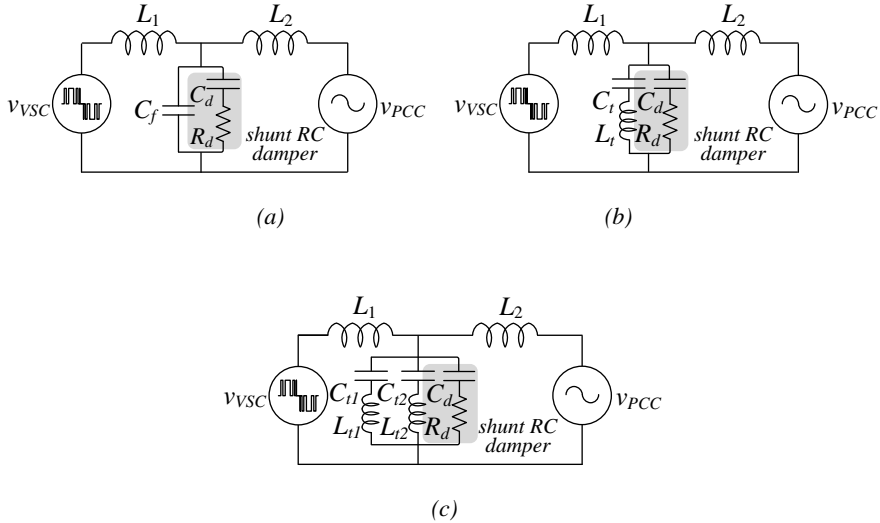 L1 L2 L1 L2
vVSC Cf Cd Rd vPCC vVSC Ct Cd Lt Rd vPCC
shunt RC
damper
shunt RC
damper
(a) (b)
L1 L2
vVSC Ct1 Ct2 Cd vPCC
Lt1 Lt2 Rd
shunt RC
damper
(c)